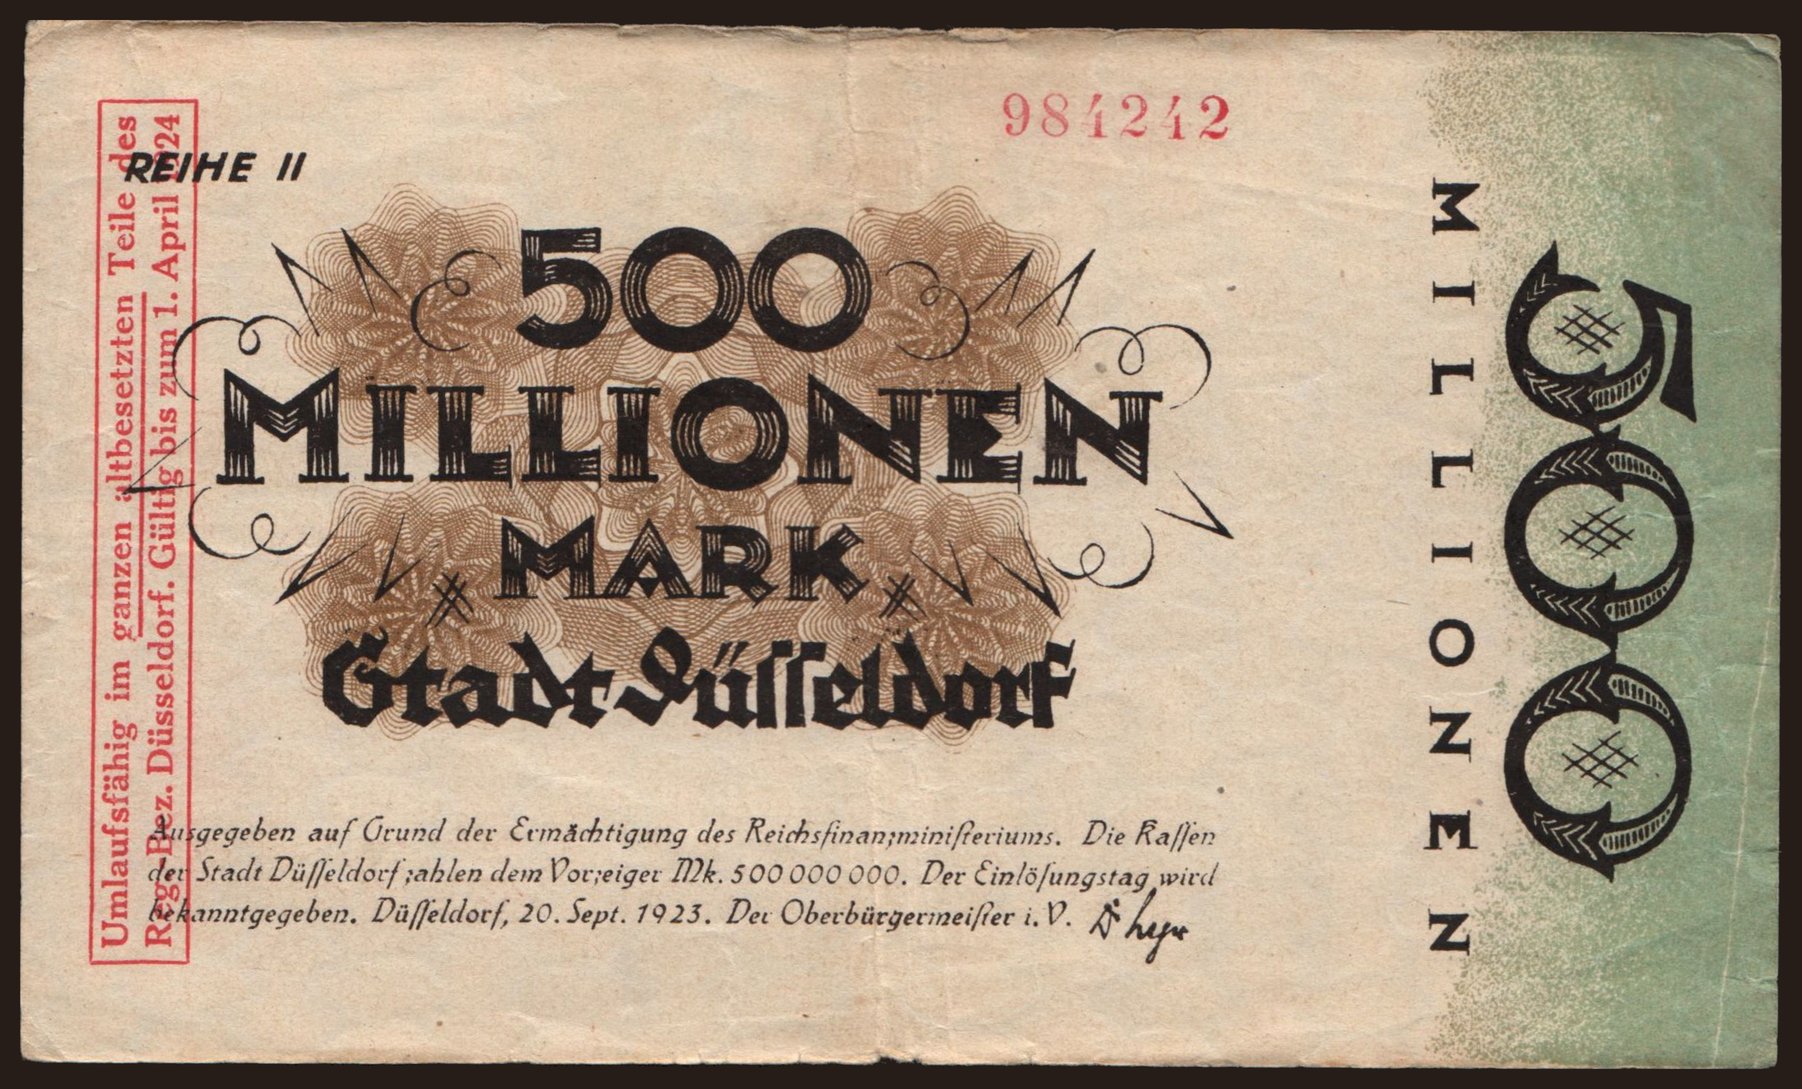 984242
REIHE II
Umlaufsfähig im ganzen altbesetzten Teile des
Reg.-Bez. Düsseldorf. Gültig bis zum 1. April 1924
500
MILLIONEN
MARK
Stadt Düsseldorf
Ausgegeben auf Grund der Ermächtigung des Reichsfinanzministeriums. Die Kassen
der Stadt Düsseldorf zahlen dem Vorzeiger Mk. 500 000 000. Der Einlösungstag wird
bekanntgegeben. Düsseldorf, 20. Sept. 1923. Der Oberbürgermeister i. V.
MILLIONEN
500